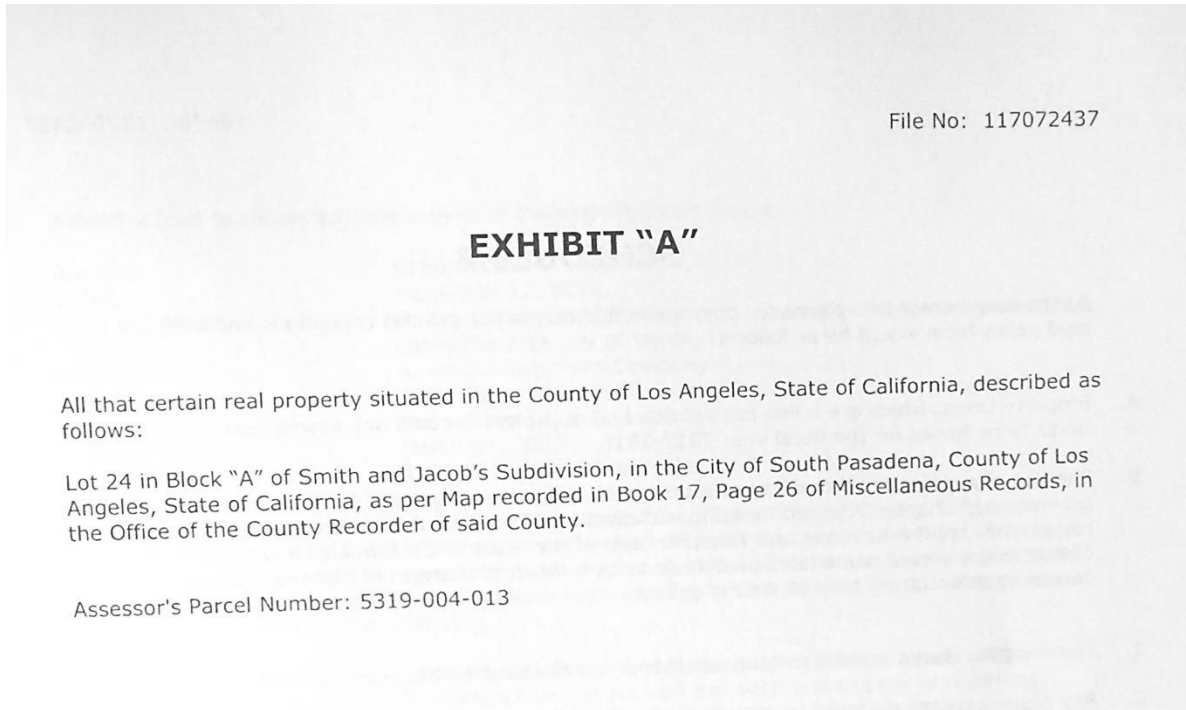 File No: 117072437
EXHIBIT “A”
All that certain real property situated in the County of Los Angeles, State of California, described as
follows:
Lot 24 in Block “A” of Smith and Jacob’s Subdivision, in the City of South Pasadena, County of Los
Angeles, State of California, as per Map recorded in Book 17, Page 26 of Miscellaneous Records, in
the Office of the County Recorder of said County.
Assessor's Parcel Number: 5319-004-013